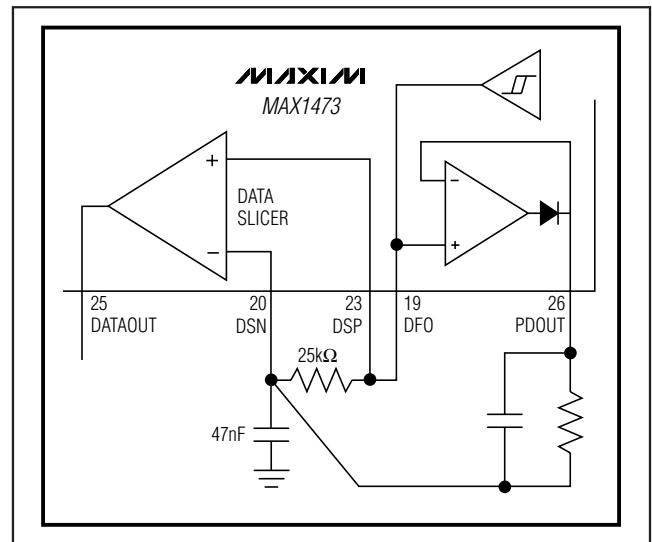 MAXIM
MAX1473
+
-
DATA
SLICER
-
+
25
DATAOUT
20
DSN
23
DSP
19
DFO
26
PDOUT
25kΩ
47nF